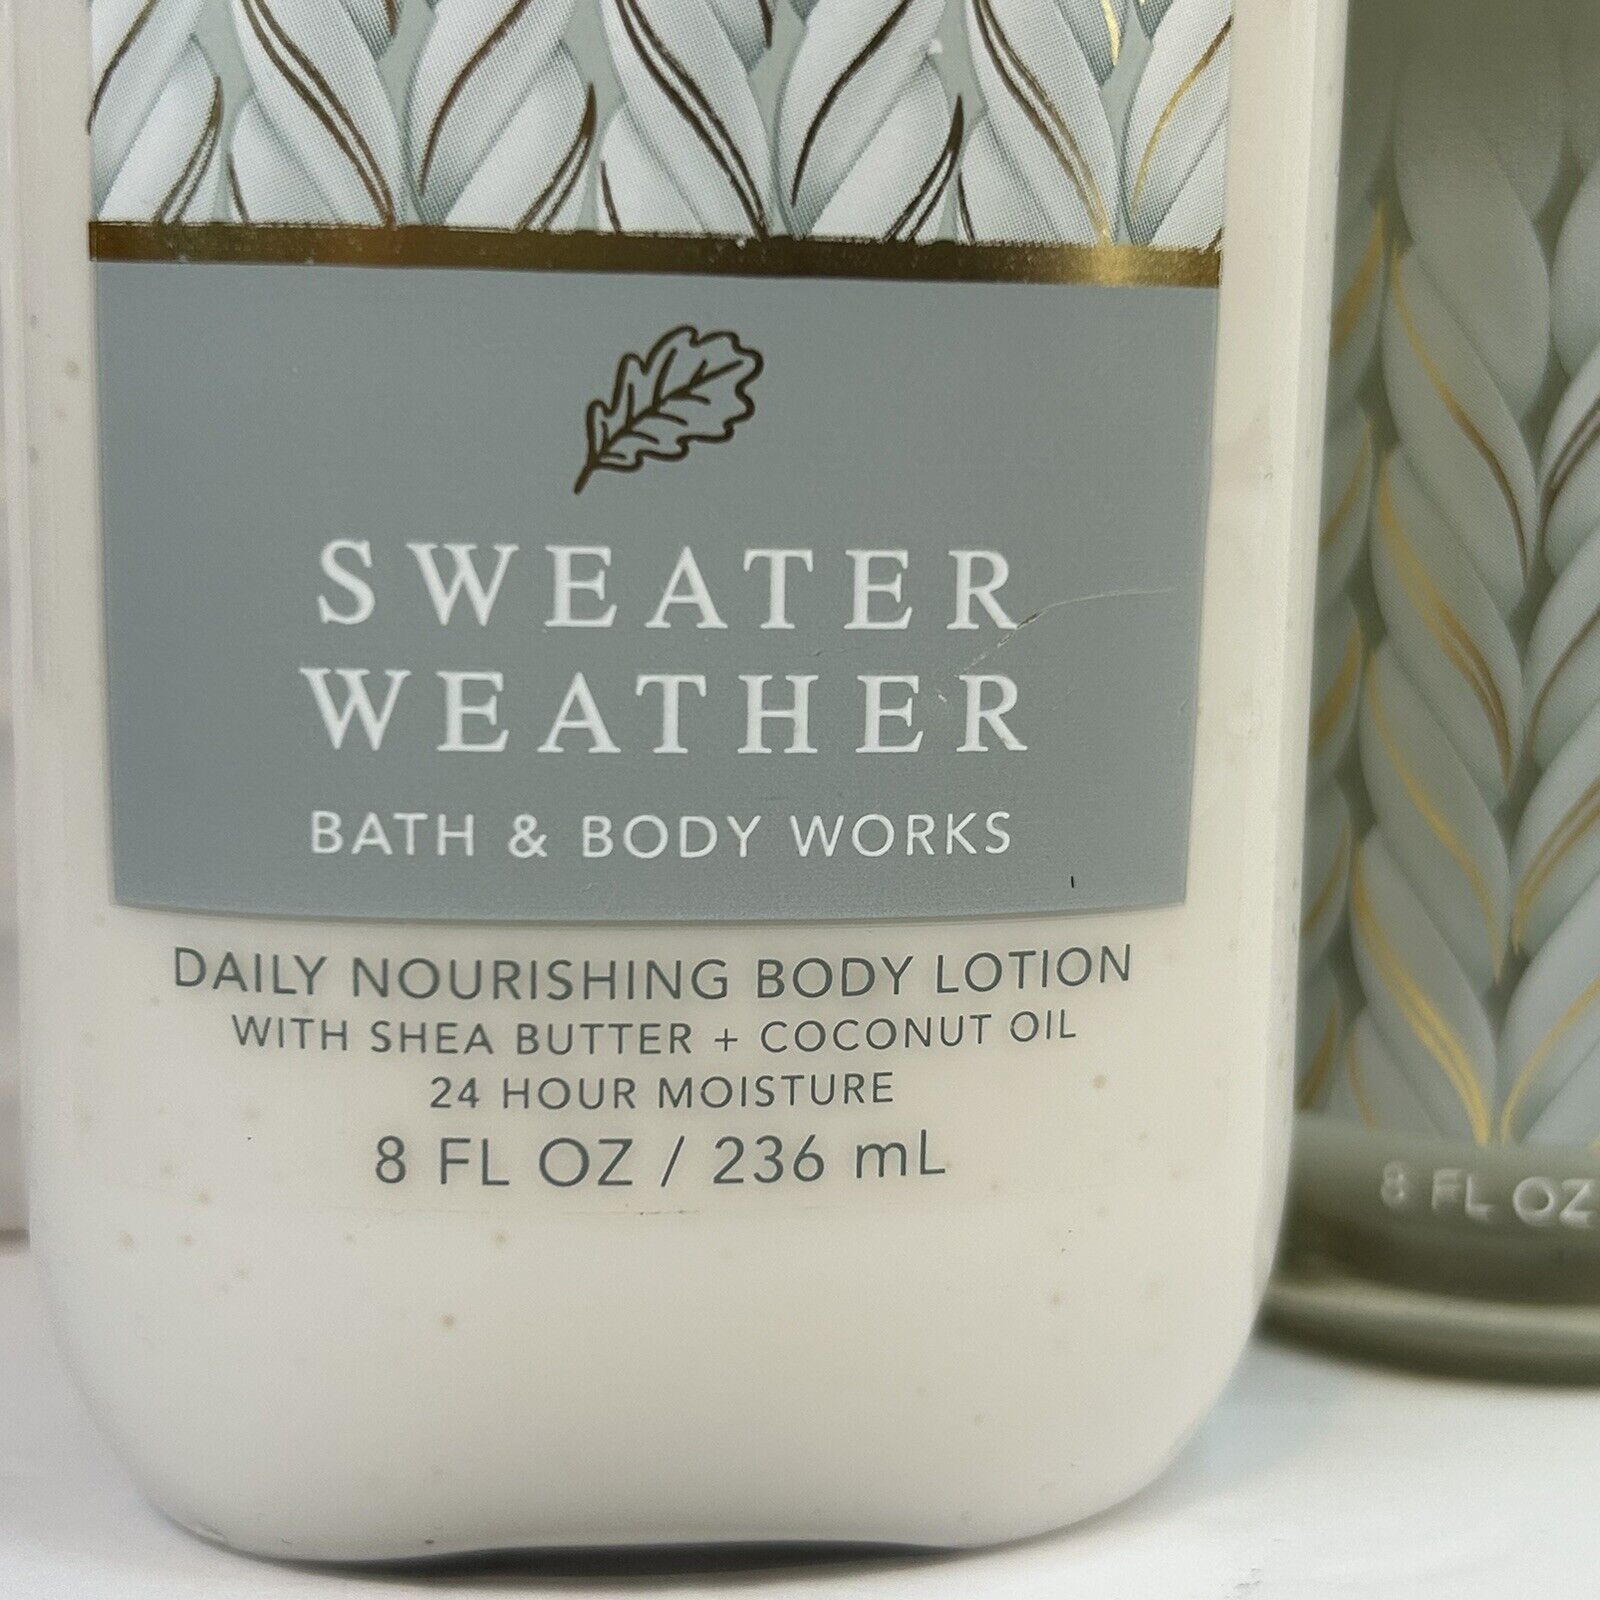 SWEATER
WEATHER
BATH & BODY WORKS
DAILY NOURISHING BODY LOTION
WITH SHEA BUTTER + COCONUT OIL
24 HOUR MOISTURE
8 FL OZ / 236 mL
8 FL OZ